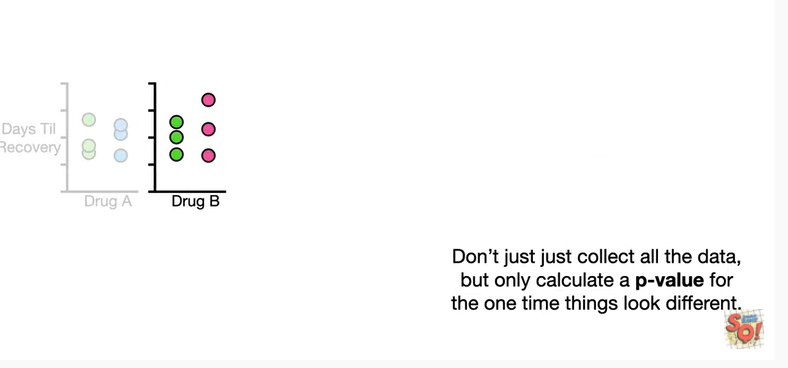 Days Til
Recovery
Drug A
Drug B
Don't just just collect all the data,
but only calculate a p-value for
the one time things look different.
SQ!